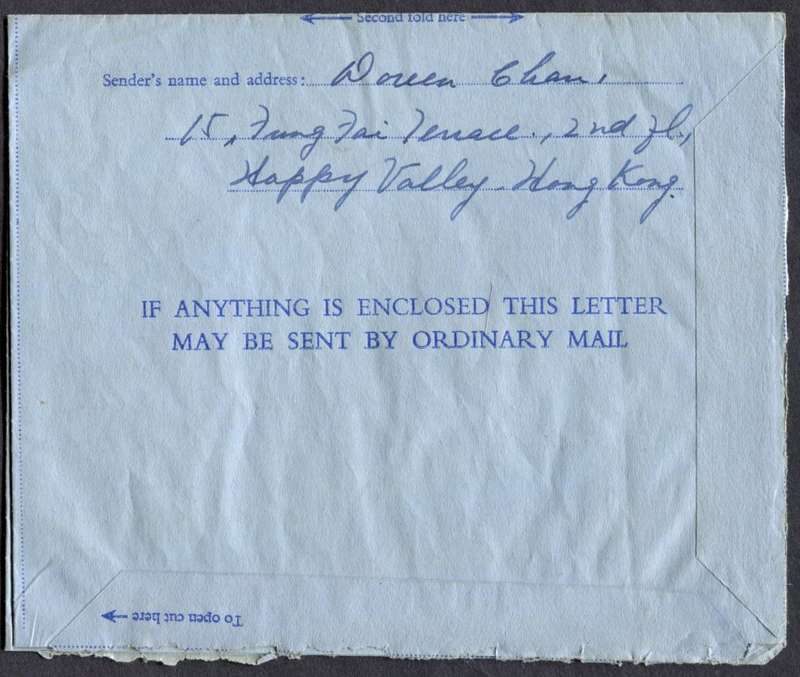 Second fold here
Sender's name and address: Doreen Chan,
15, Fung Fai Terrace., 2nd fl.,
Happy Valley. Hong Kong.
IF ANYTHING IS ENCLOSED THIS LETTER
MAY BE SENT BY ORDINARY MAIL
To open cut here